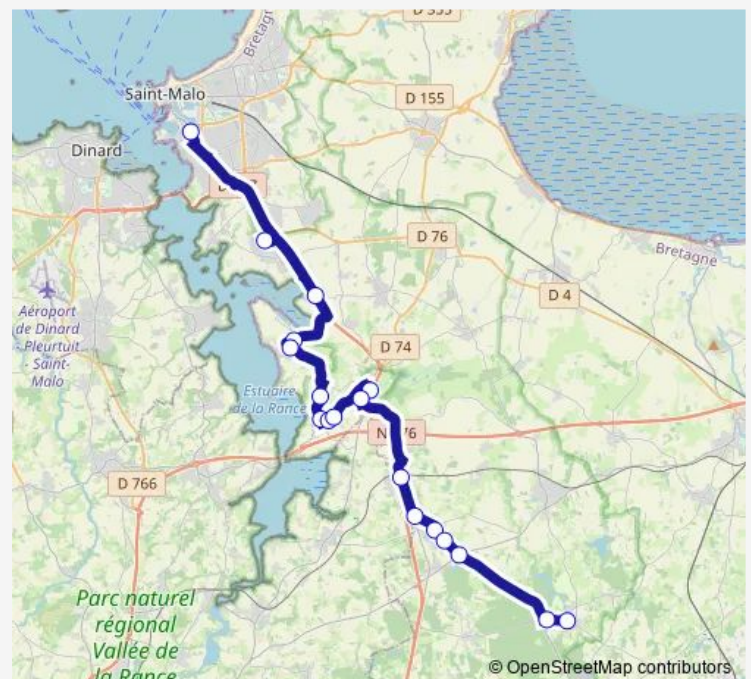 D 355
Bretagne
Saint-Malo
D 155
Dinard
D 76
Bretagne
D 4
Aéroport
de Dinard
- Pleurtuit
- Saint-
Malo
D 74
Estuaire
de la Rance
N 176
D 766
Parc naturel
régional
Vallée de
la Rance
© OpenStreetMap contributors